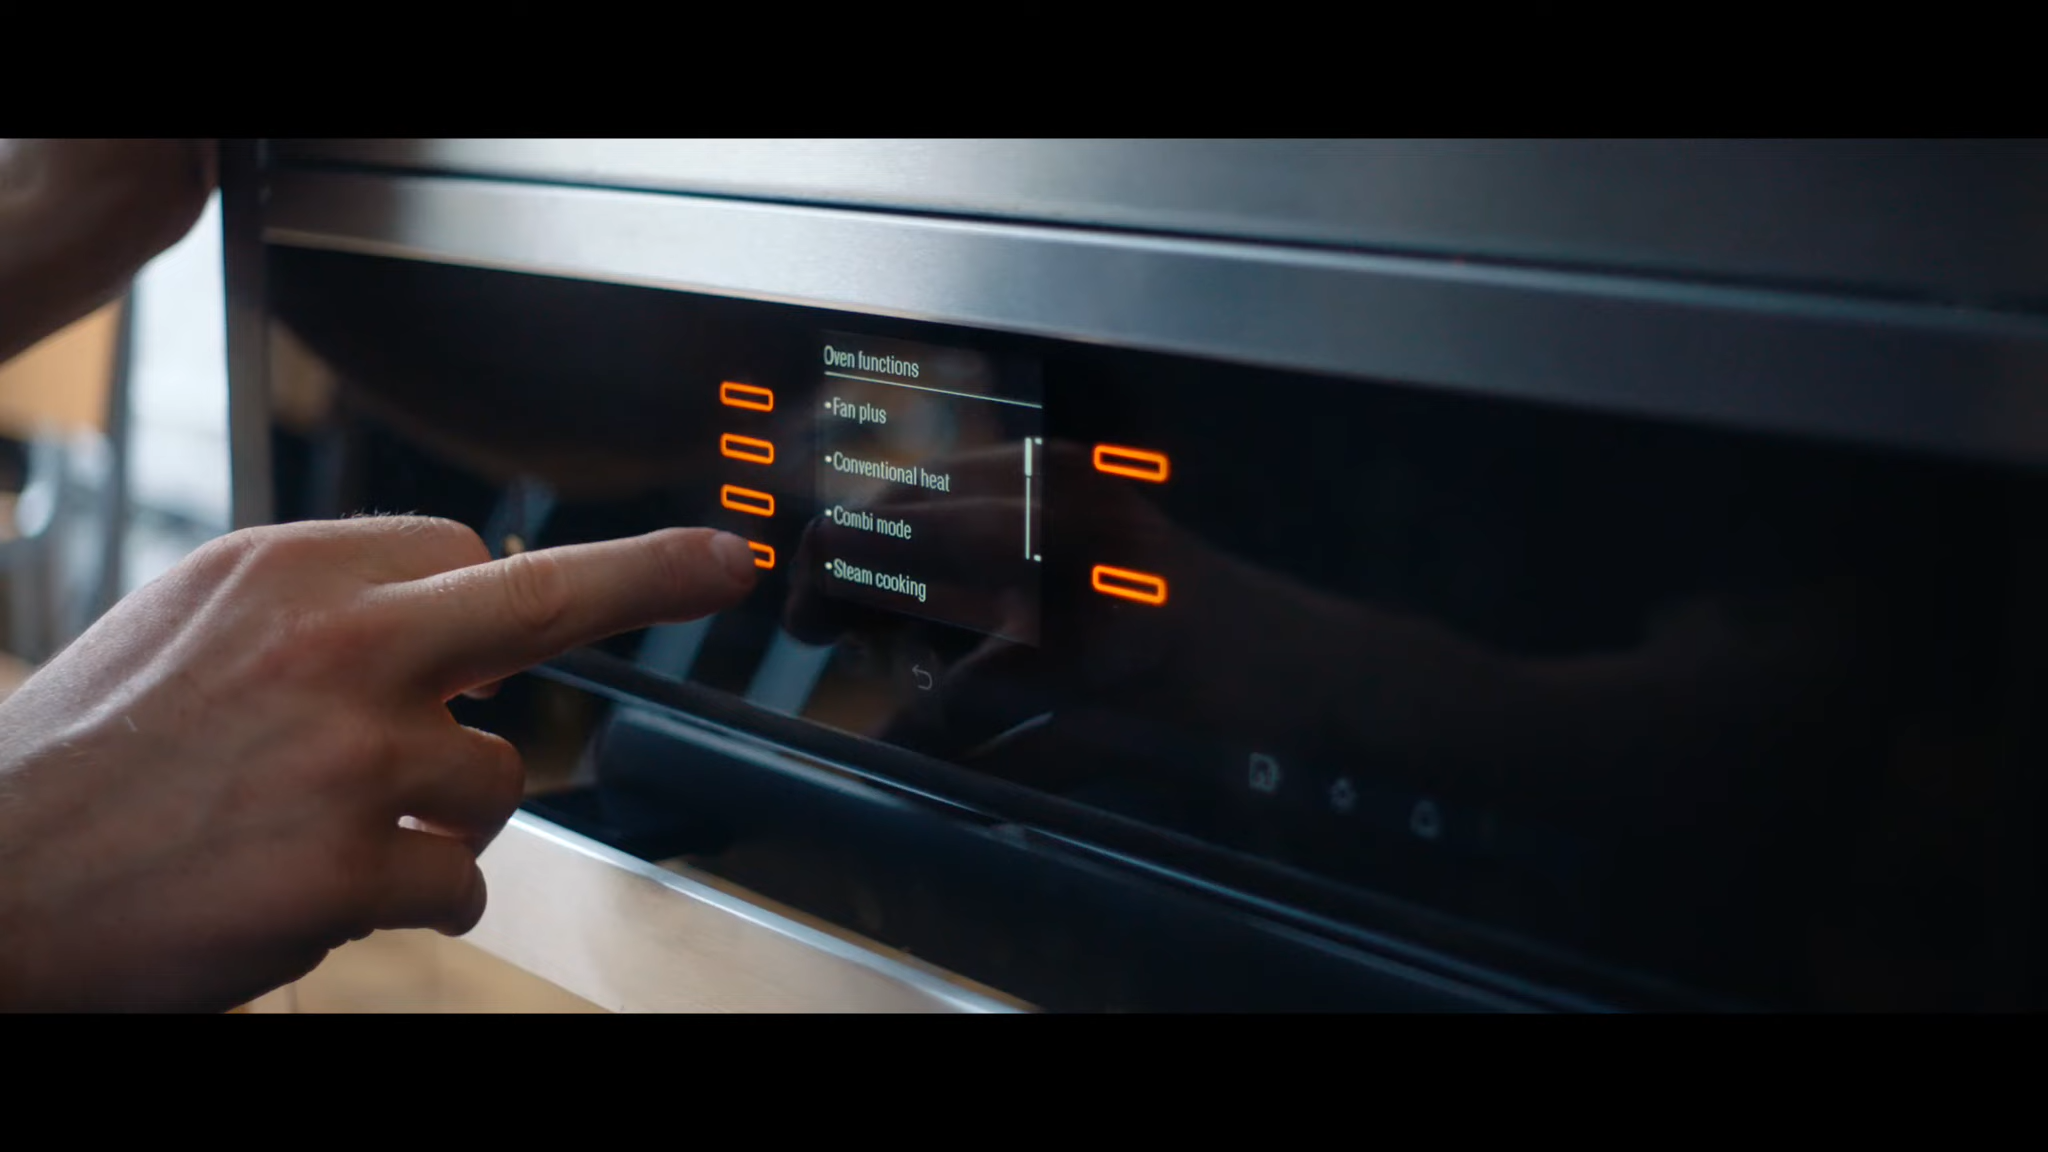 Oven functions
•Fan plus
•Conventional heat
•Combi mode
•Steam cooking